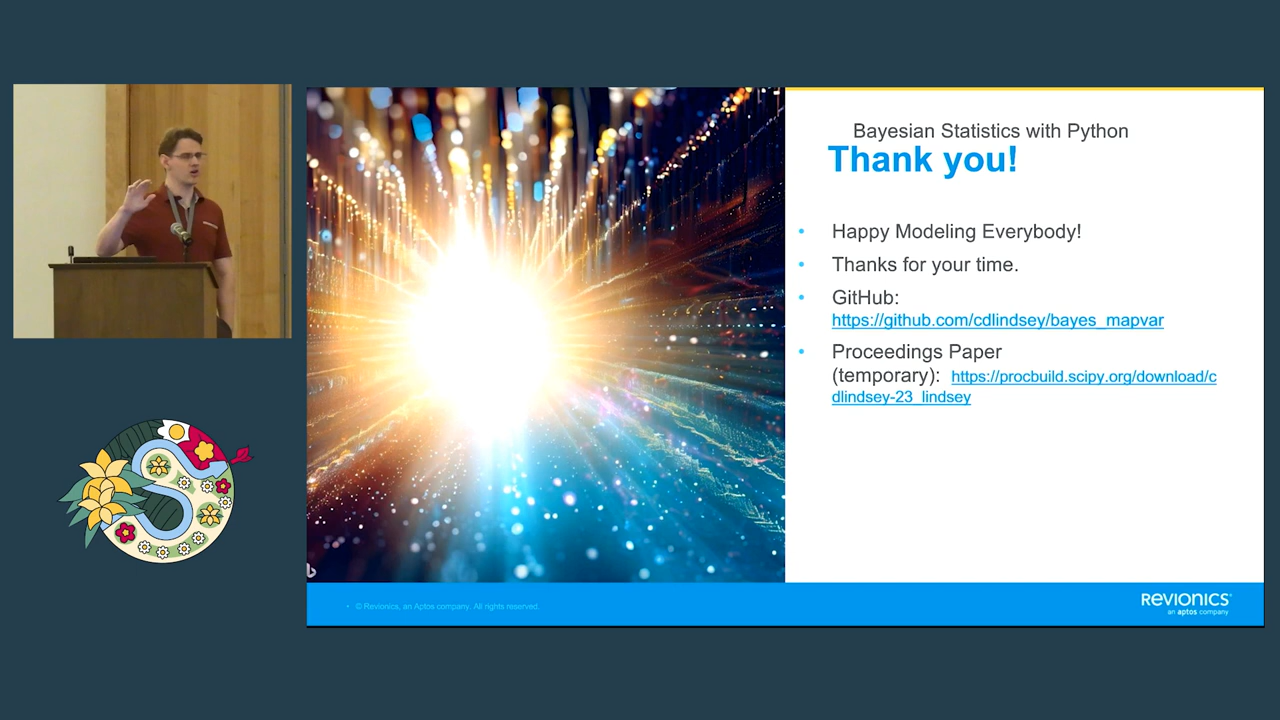 Bayesian Statistics with Python
Thank you!
• Happy Modeling Everybody!
• Thanks for your time.
• GitHub:
https://github.com/cdlindsey/bayes_mapvar
• Proceedings Paper
(temporary): https://procbuild.scipy.org/download/c
dlindsey-23_lindsey
• © Revionics, an Aptos company. All rights reserved.
REVIONICS
an aptos company